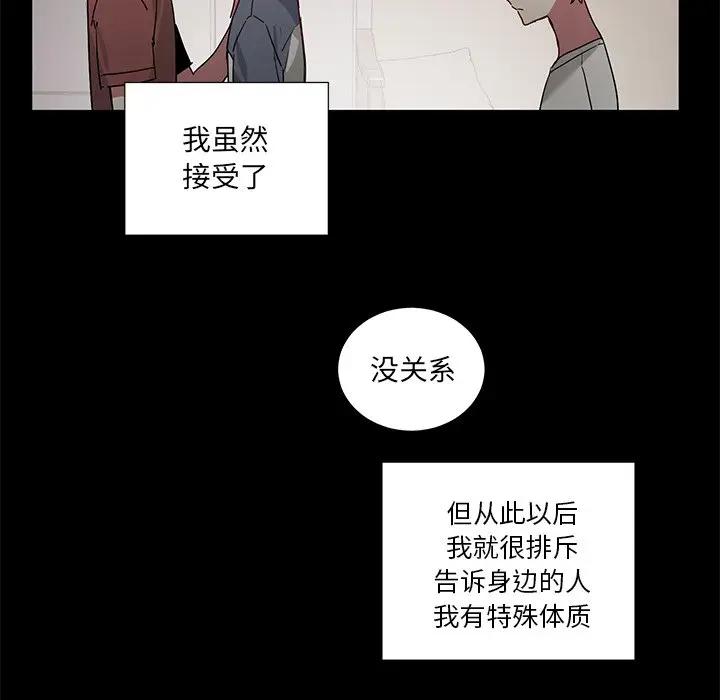 我虽然
接受了
没关系
但从此以后
我就很排斥
告诉身边的人
我有特殊体质